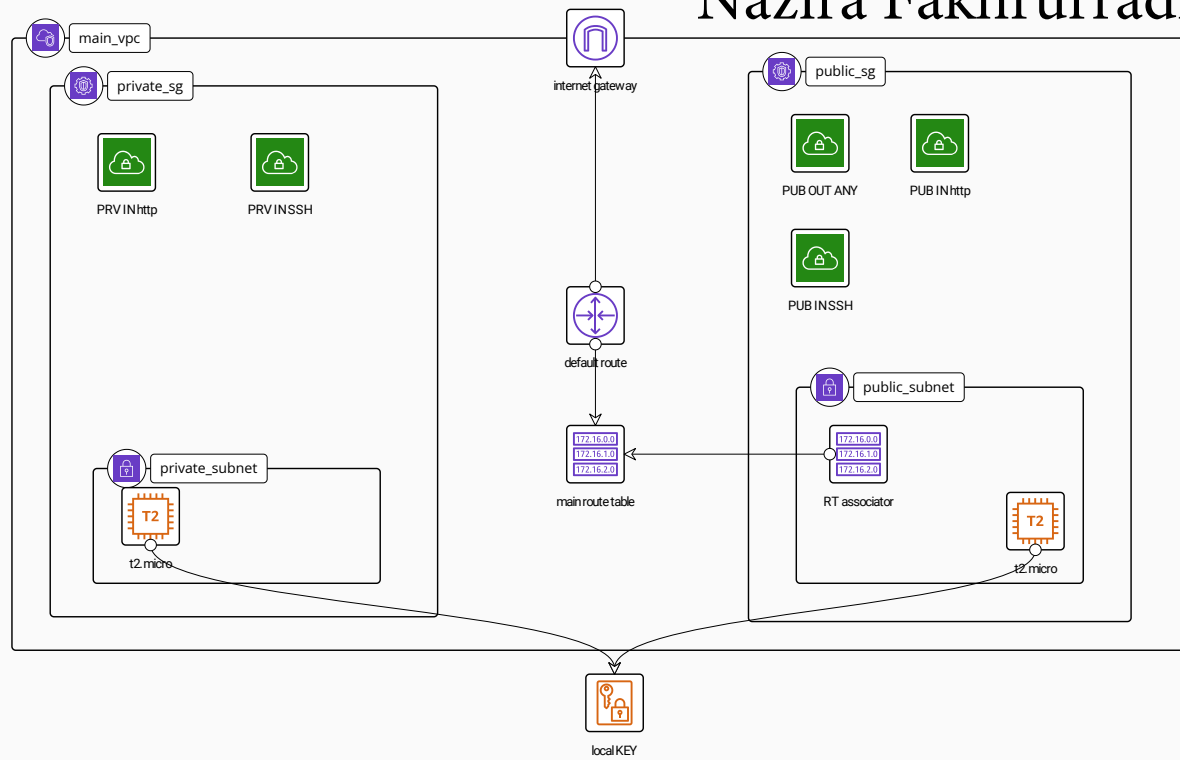 main_vpc
private_sg
PRV IN http
PRV IN SSH
internet gateway
default route
172.16.0.0
172.16.1.0
172.16.2.0
main route table
public_sg
PUB OUT ANY
PUB IN http
PUB IN SSH
public_subnet
172.16.0.0
172.16.1.0
172.16.2.0
RT associator
T2
t2.micro
private_subnet
T2
t2.micro
local KEY